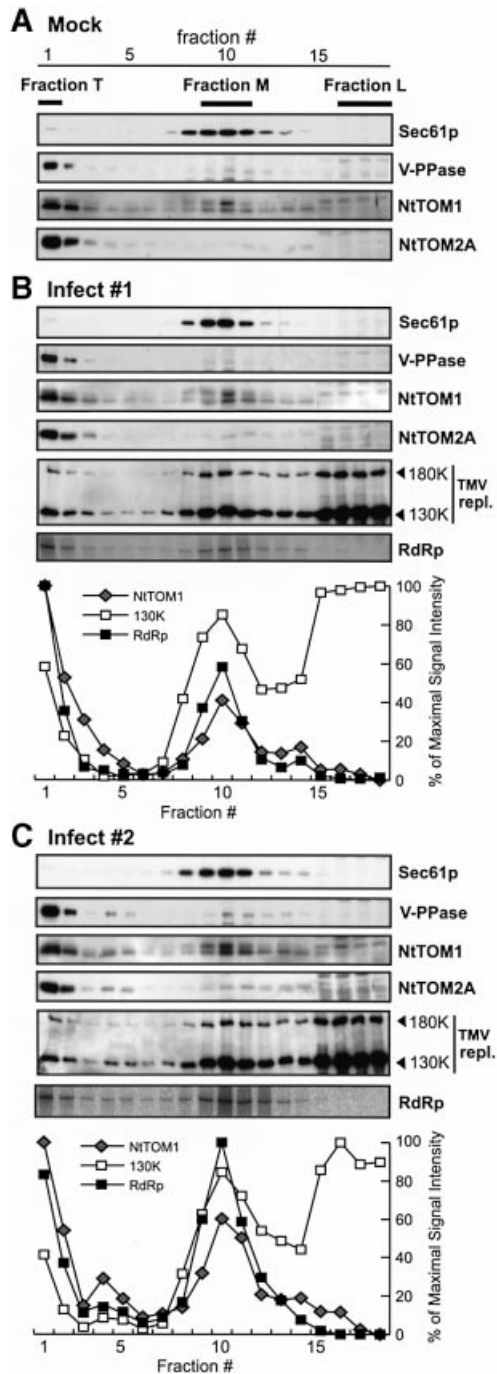 A Mock
fraction #
1 5 10 15
Fraction T Fraction M Fraction L
Sec61p
V-PPase
NtTOM1
NtTOM2A
B Infect #1
Sec61p
V-PPase
NtTOM1
NtTOM2A
◄180K
TMV
repl.
◄130K
RdRp
NtTOM1
130K
RdRp
100
80
60
40
20
0
% of Maximal Signal Intensity
1 5 10 15
Fraction #
C Infect #2
Sec61p
V-PPase
NtTOM1
NtTOM2A
◄180K
TMV
repl.
◄130K
RdRp
NtTOM1
130K
RdRp
100
80
60
40
20
0
% of Maximal Signal Intensity
1 5 10 15
Fraction #